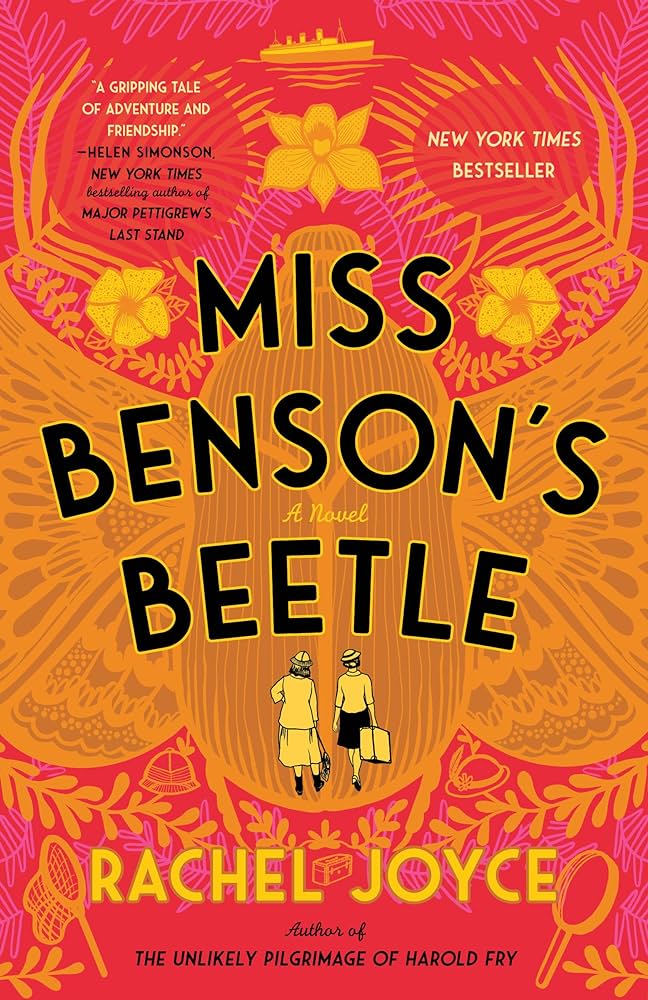 "A GRIPPING TALE
OF ADVENTURE AND
FRIENDSHIP."
—HELEN SIMONSON,
NEW YORK TIMES
bestselling author of
MAJOR PETTIGREW'S
LAST STAND
NEW YORK TIMES
BESTSELLER
MISS
BENSON'S
A Novel
BEETLE
RACHEL JOYCE
Author of
THE UNLIKELY PILGRIMAGE OF HAROLD FRY